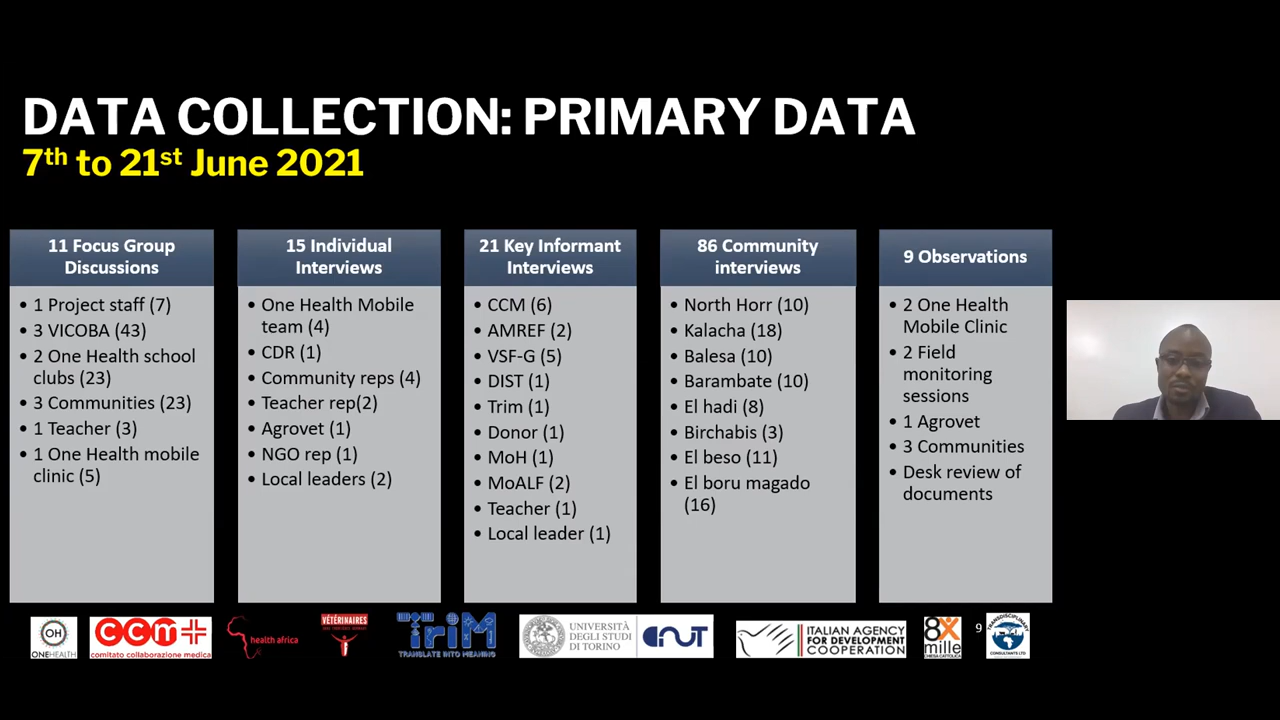 DATA COLLECTION: PRIMARY DATA
7th to 21st June 2021
11 Focus Group
Discussions
• 1 Project staff (7)
• 3 VICOBA (43)
• 2 One Health school
clubs (23)
• 3 Communities (23)
• 1 Teacher (3)
• 1 One Health mobile
clinic (5)
15 Individual
Interviews
• One Health Mobile
team (4)
• CDR (1)
• Community reps (4)
• Teacher rep(2)
• Agrovet (1)
• NGO rep (1)
• Local leaders (2)
21 Key Informant
Interviews
• CCM (6)
• AMREF (2)
• VSF-G (5)
• DIST (1)
• Trim (1)
• Donor (1)
• MoH (1)
• MoALF (2)
• Teacher (1)
• Local leader (1)
86 Community
interviews
• North Horr (10)
• Kalacha (18)
• Balesa (10)
• Barambate (10)
• El hadi (8)
• Birchabis (3)
• El beso (11)
• El boru magado
(16)
9 Observations
• 2 One Health
Mobile Clinic
• 2 Field
monitoring
sessions
• 1 Agrovet
• 3 Communities
• Desk review of
documents
OH
ONEHEALTH
CCM
comitato collaborazione medica
health africa
VÉTÉRINAIRES
TriM
TRANSLATE INTO MEANING
UNIVERSITÀ
DEGLI STUDI
DI TORINO
ITALIAN AGENCY
FOR DEVELOPMENT
COOPERATION
8X
mille
CHIESA CATTOLICA
9
TRANSDISCIPLINARY
CONSULTANTS LTD